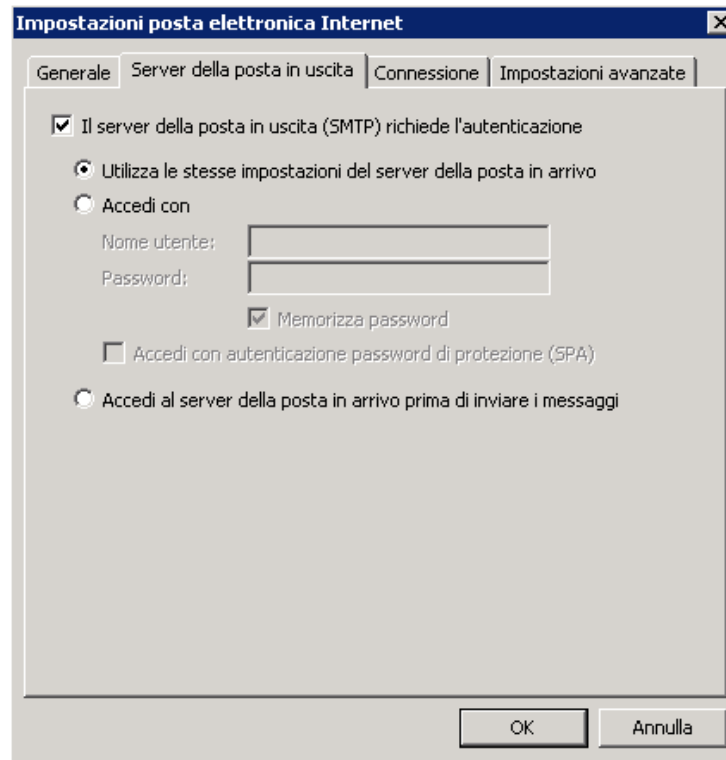 Impostazioni posta elettronica Internet
Generale Server della posta in uscita Connessione Impostazioni avanzate
Il server della posta in uscita (SMTP) richiede l'autenticazione
Utilizza le stesse impostazioni del server della posta in arrivo
Accedi con
Nome utente:
Password:
Memorizza password
Accedi con autenticazione password di protezione (SPA)
Accedi al server della posta in arrivo prima di inviare i messaggi
OK Annulla